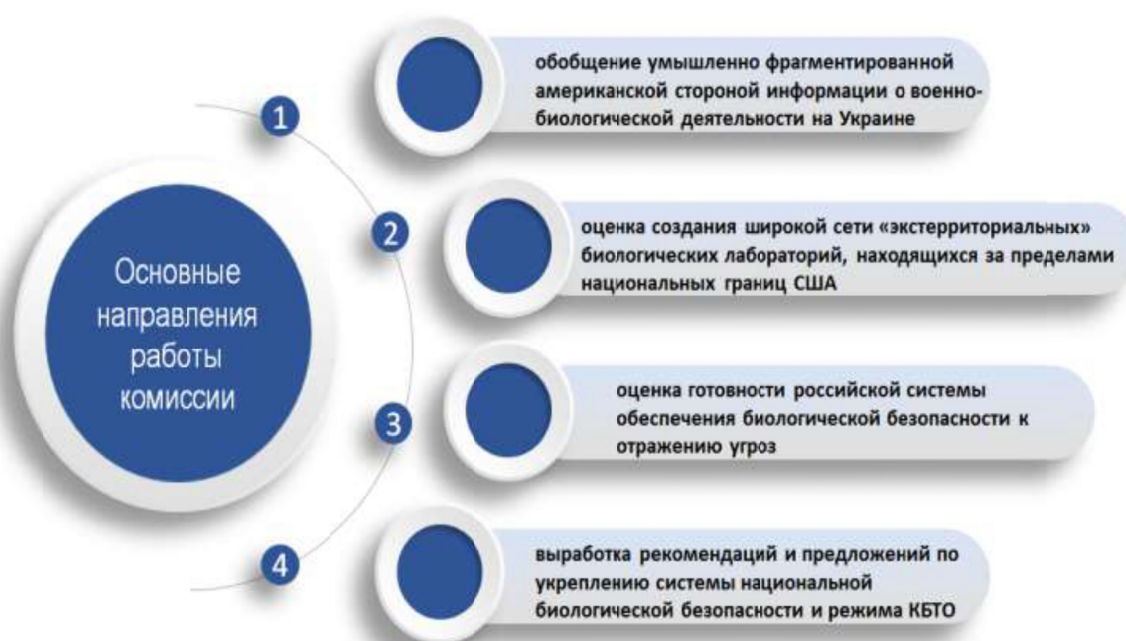 Основные
направления
работы
комиссии
1
обобщение умышленно фрагментированной
американской стороной информации о военно-
биологической деятельности на Украине
2
оценка создания широкой сети «экстерриториальных»
биологических лабораторий, находящихся за пределами
национальных границ США
3
оценка готовности российской системы
обеспечения биологической безопасности к
отражению угроз
4
выработка рекомендаций и предложений по
укреплению системы национальной
биологической безопасности и режима КБТО